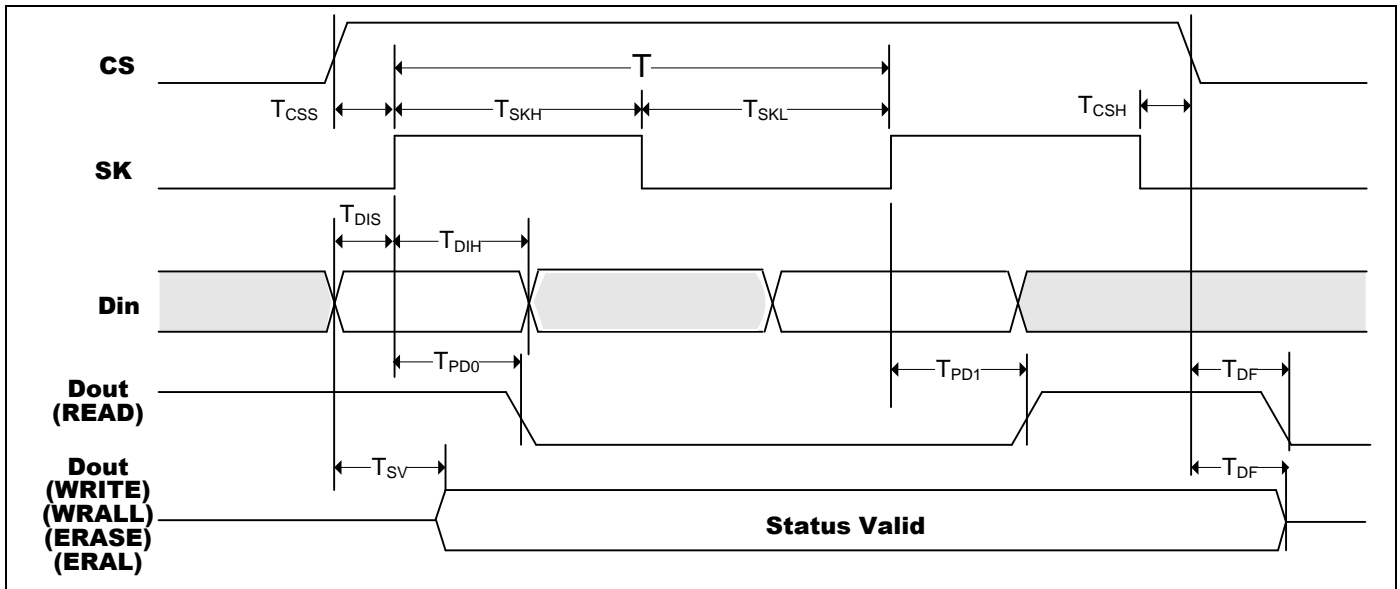 CS
T
TCSS
TSKH
TSKL
TCSH
SK
TDIS
TDIH
Din
TPD0
TPD1
TDF
Dout
(READ)
TSV
TDF
Dout
(WRITE)
(WRALL)
(ERASE)
(ERAL)
Status Valid